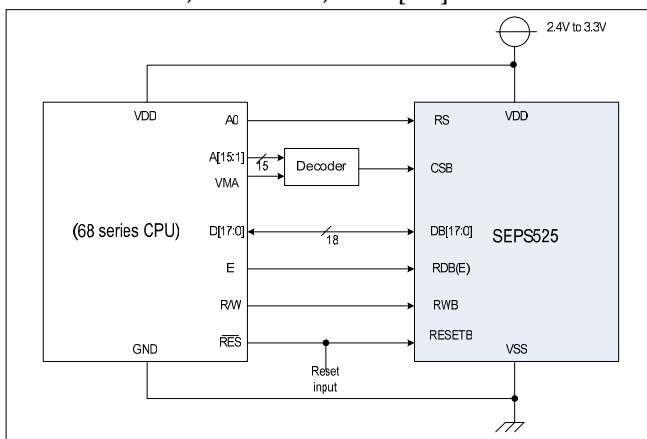 2.4V to 3.3V
VDD
A0
RS
VDD
A[15:1]
15
Decoder
CSB
VMA
(68 series CPU)
D[17:0]
18
DB[17:0]
SEPS525
E
RDB(E)
R/W
RWB
RES
RESETB
GND
Reset
input
VSS